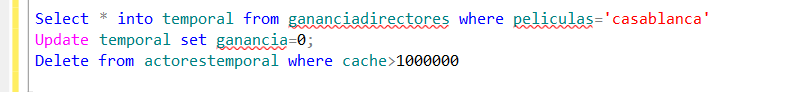 Select * into temporal from gananciadirectores where peliculas='casablanca'
Update temporal set ganancia=0;
Delete from actorestemporal where cache>1000000